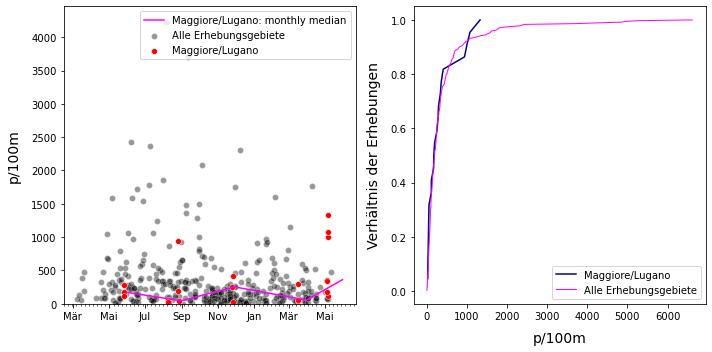 Maggiore/Lugano: monthly median
Alle Erhebungsgebiete
Maggiore/Lugano
p/100m
4000
3500
3000
2500
2000
1500
1000
500
0
Mär Mai Jul Sep Nov Jan Mär Mai
Verhältnis der Erhebungen
1.0
0.8
0.6
0.4
0.2
0.0
Maggiore/Lugano
Alle Erhebungsgebiete
0 1000 2000 3000 4000 5000 6000
p/100m